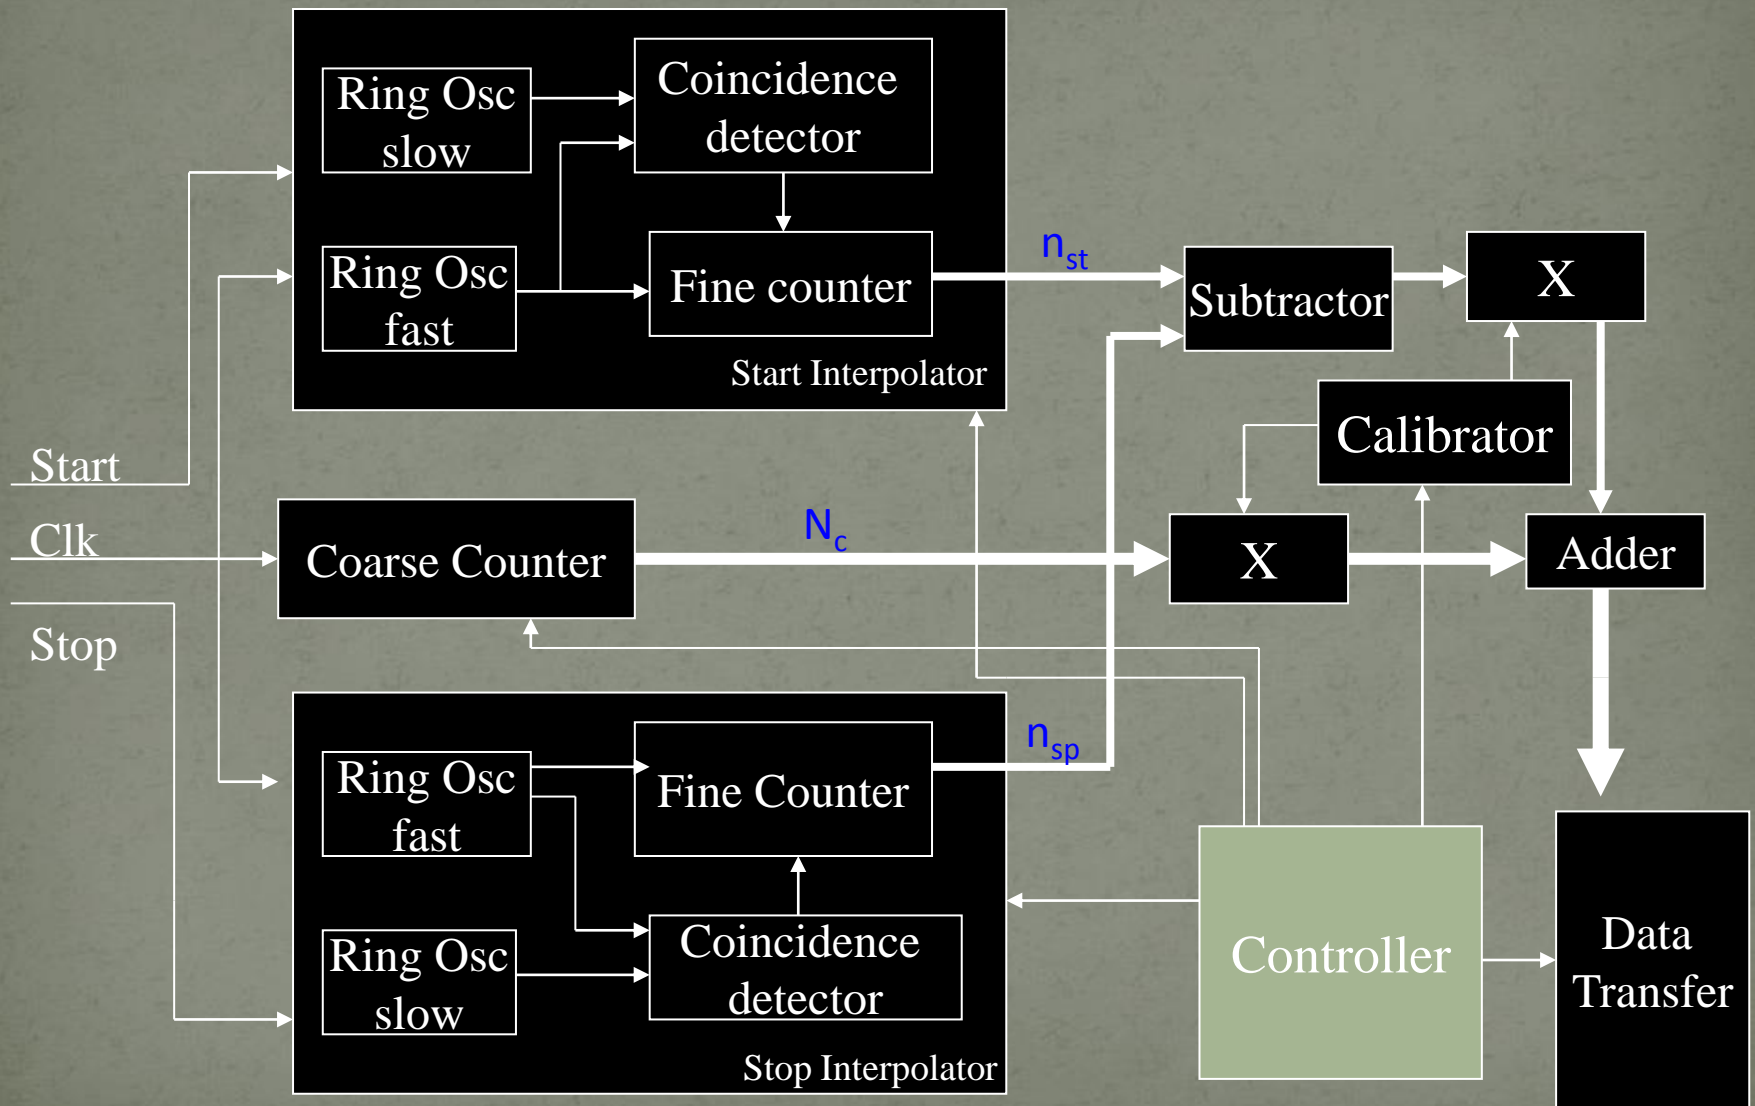 Ring Osc
slow
Coincidence
detector
Ring Osc
fast
Fine counter
Start Interpolator
n_st
Subtractor
X
Calibrator
Start
Clk
Stop
Coarse Counter
N_c
X
Adder
Ring Osc
fast
Fine Counter
Ring Osc
slow
Coincidence
detector
Stop Interpolator
n_sp
Controller
Data
Transfer